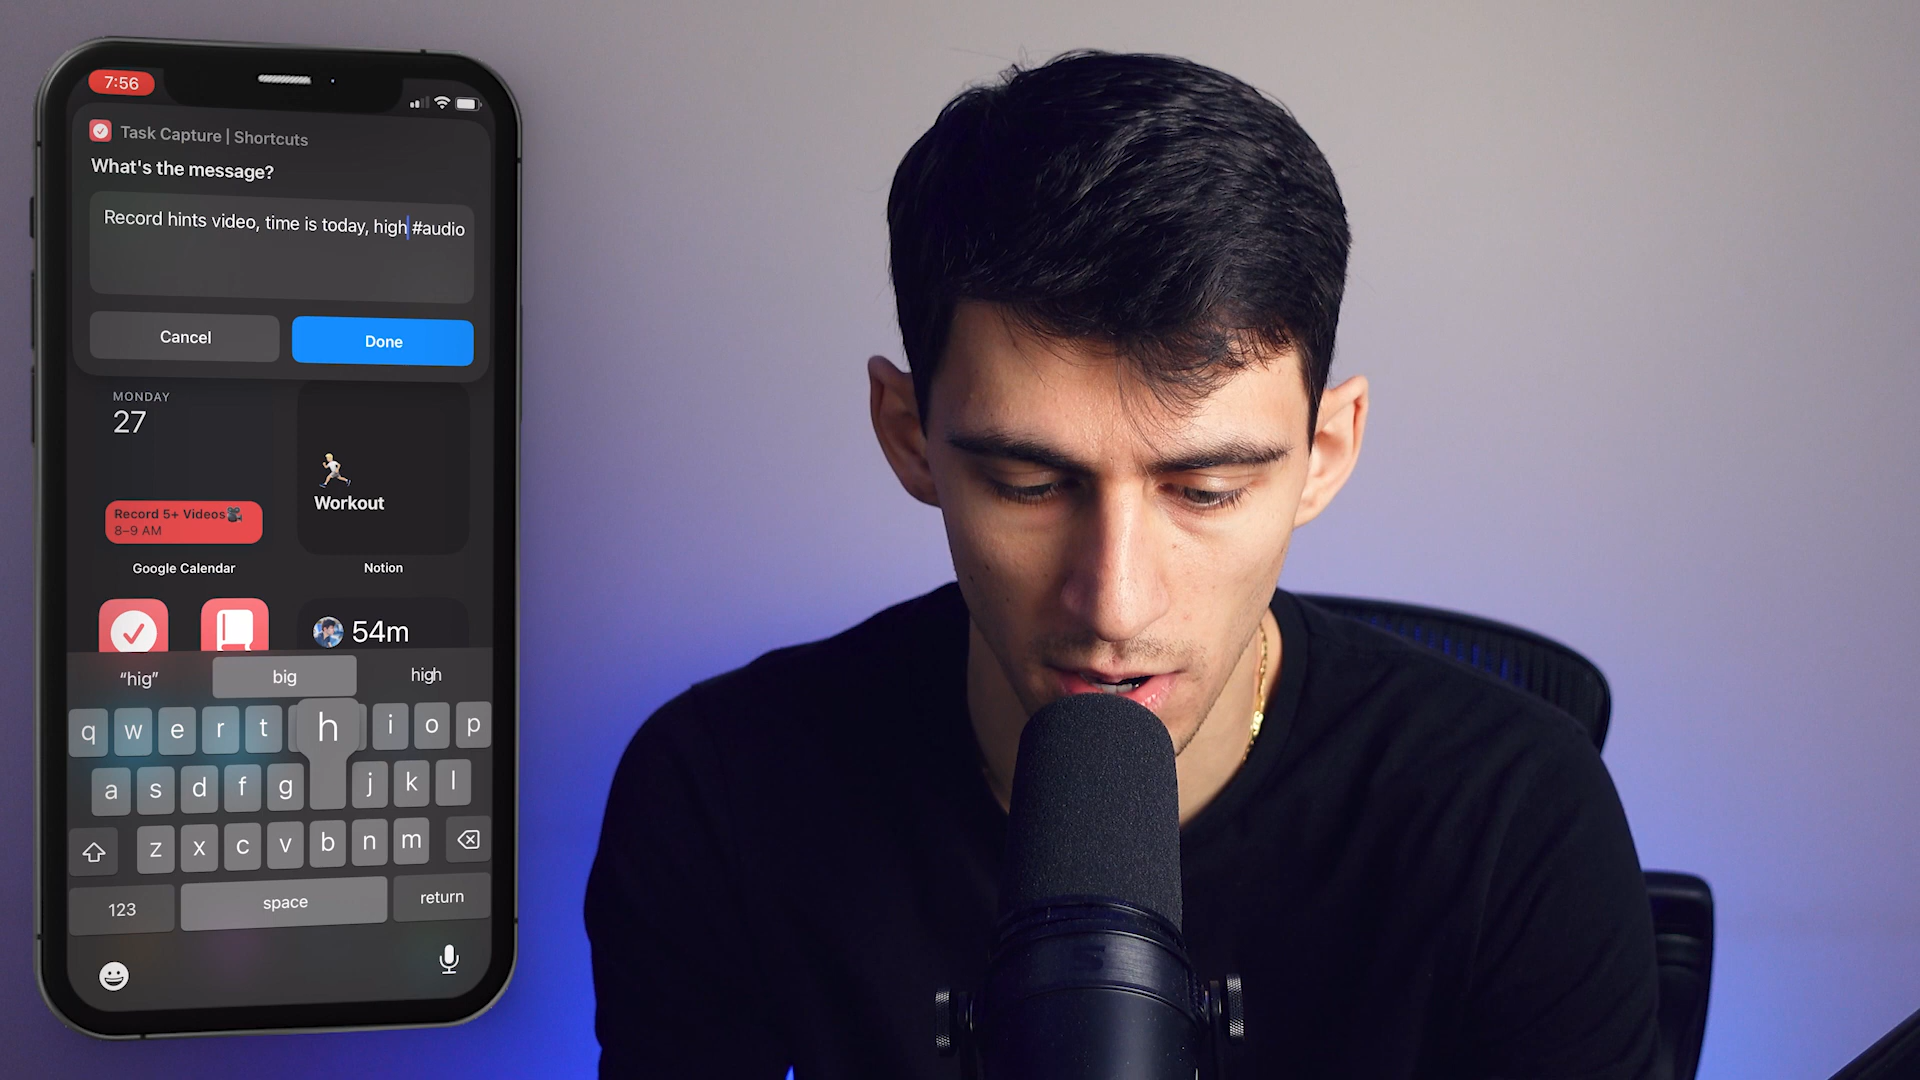 7:56
Task Capture | Shortcuts
What's the message?
Record hints video, time is today, high #audio
Cancel
Done
MONDAY
27
Record 5+ Videos🎥
8–9 AM
Workout
Google Calendar
Notion
54m
“hig”
big
high
q w e r t h i o p
a s d f g j k l
z x c v b n m
123
space
return